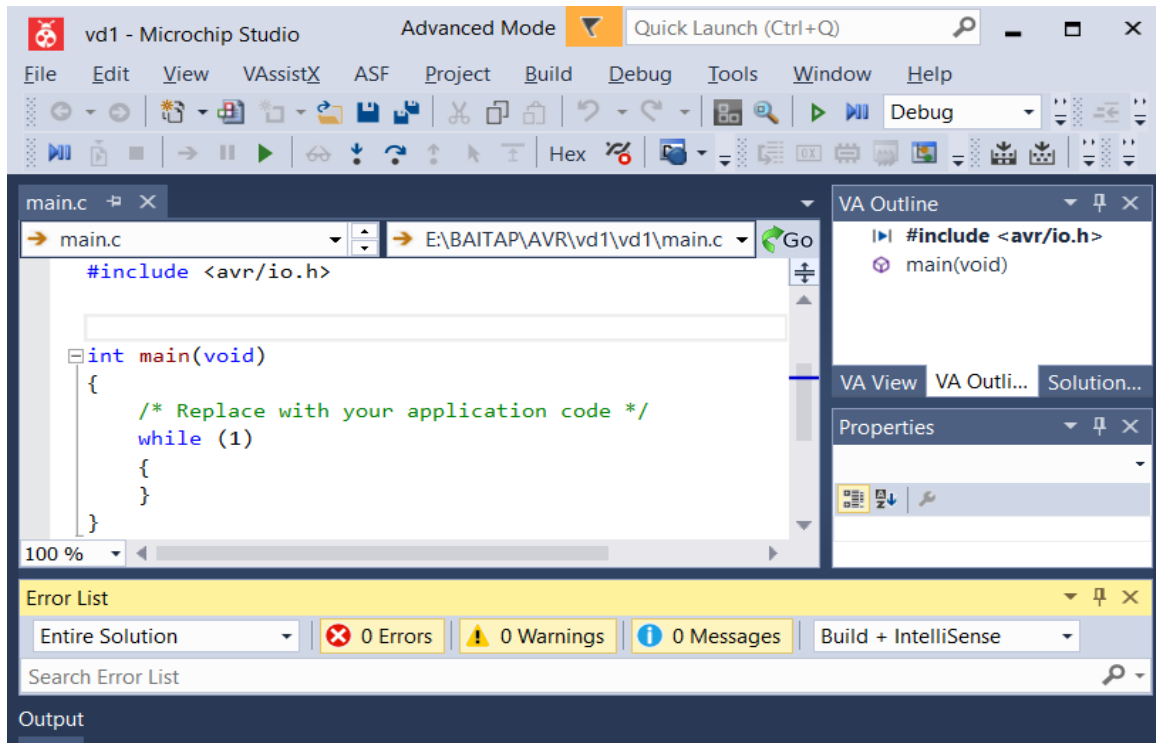 vd1 - Microchip Studio
Advanced Mode
Quick Launch (Ctrl+Q)
File Edit View VAssistX ASF Project Build Debug Tools Window Help
Debug
Hex
main.c
main.c
E:\BAITAP\AVR\vd1\vd1\main.c
Go
#include <avr/io.h>
int main(void)
{
/* Replace with your application code */
while (1)
{
}
}
100 %
VA Outline
#include <avr/io.h>
main(void)
VA View VA Outli... Solution...
Properties
Error List
Entire Solution
0 Errors
0 Warnings
0 Messages
Build + IntelliSense
Search Error List
Output